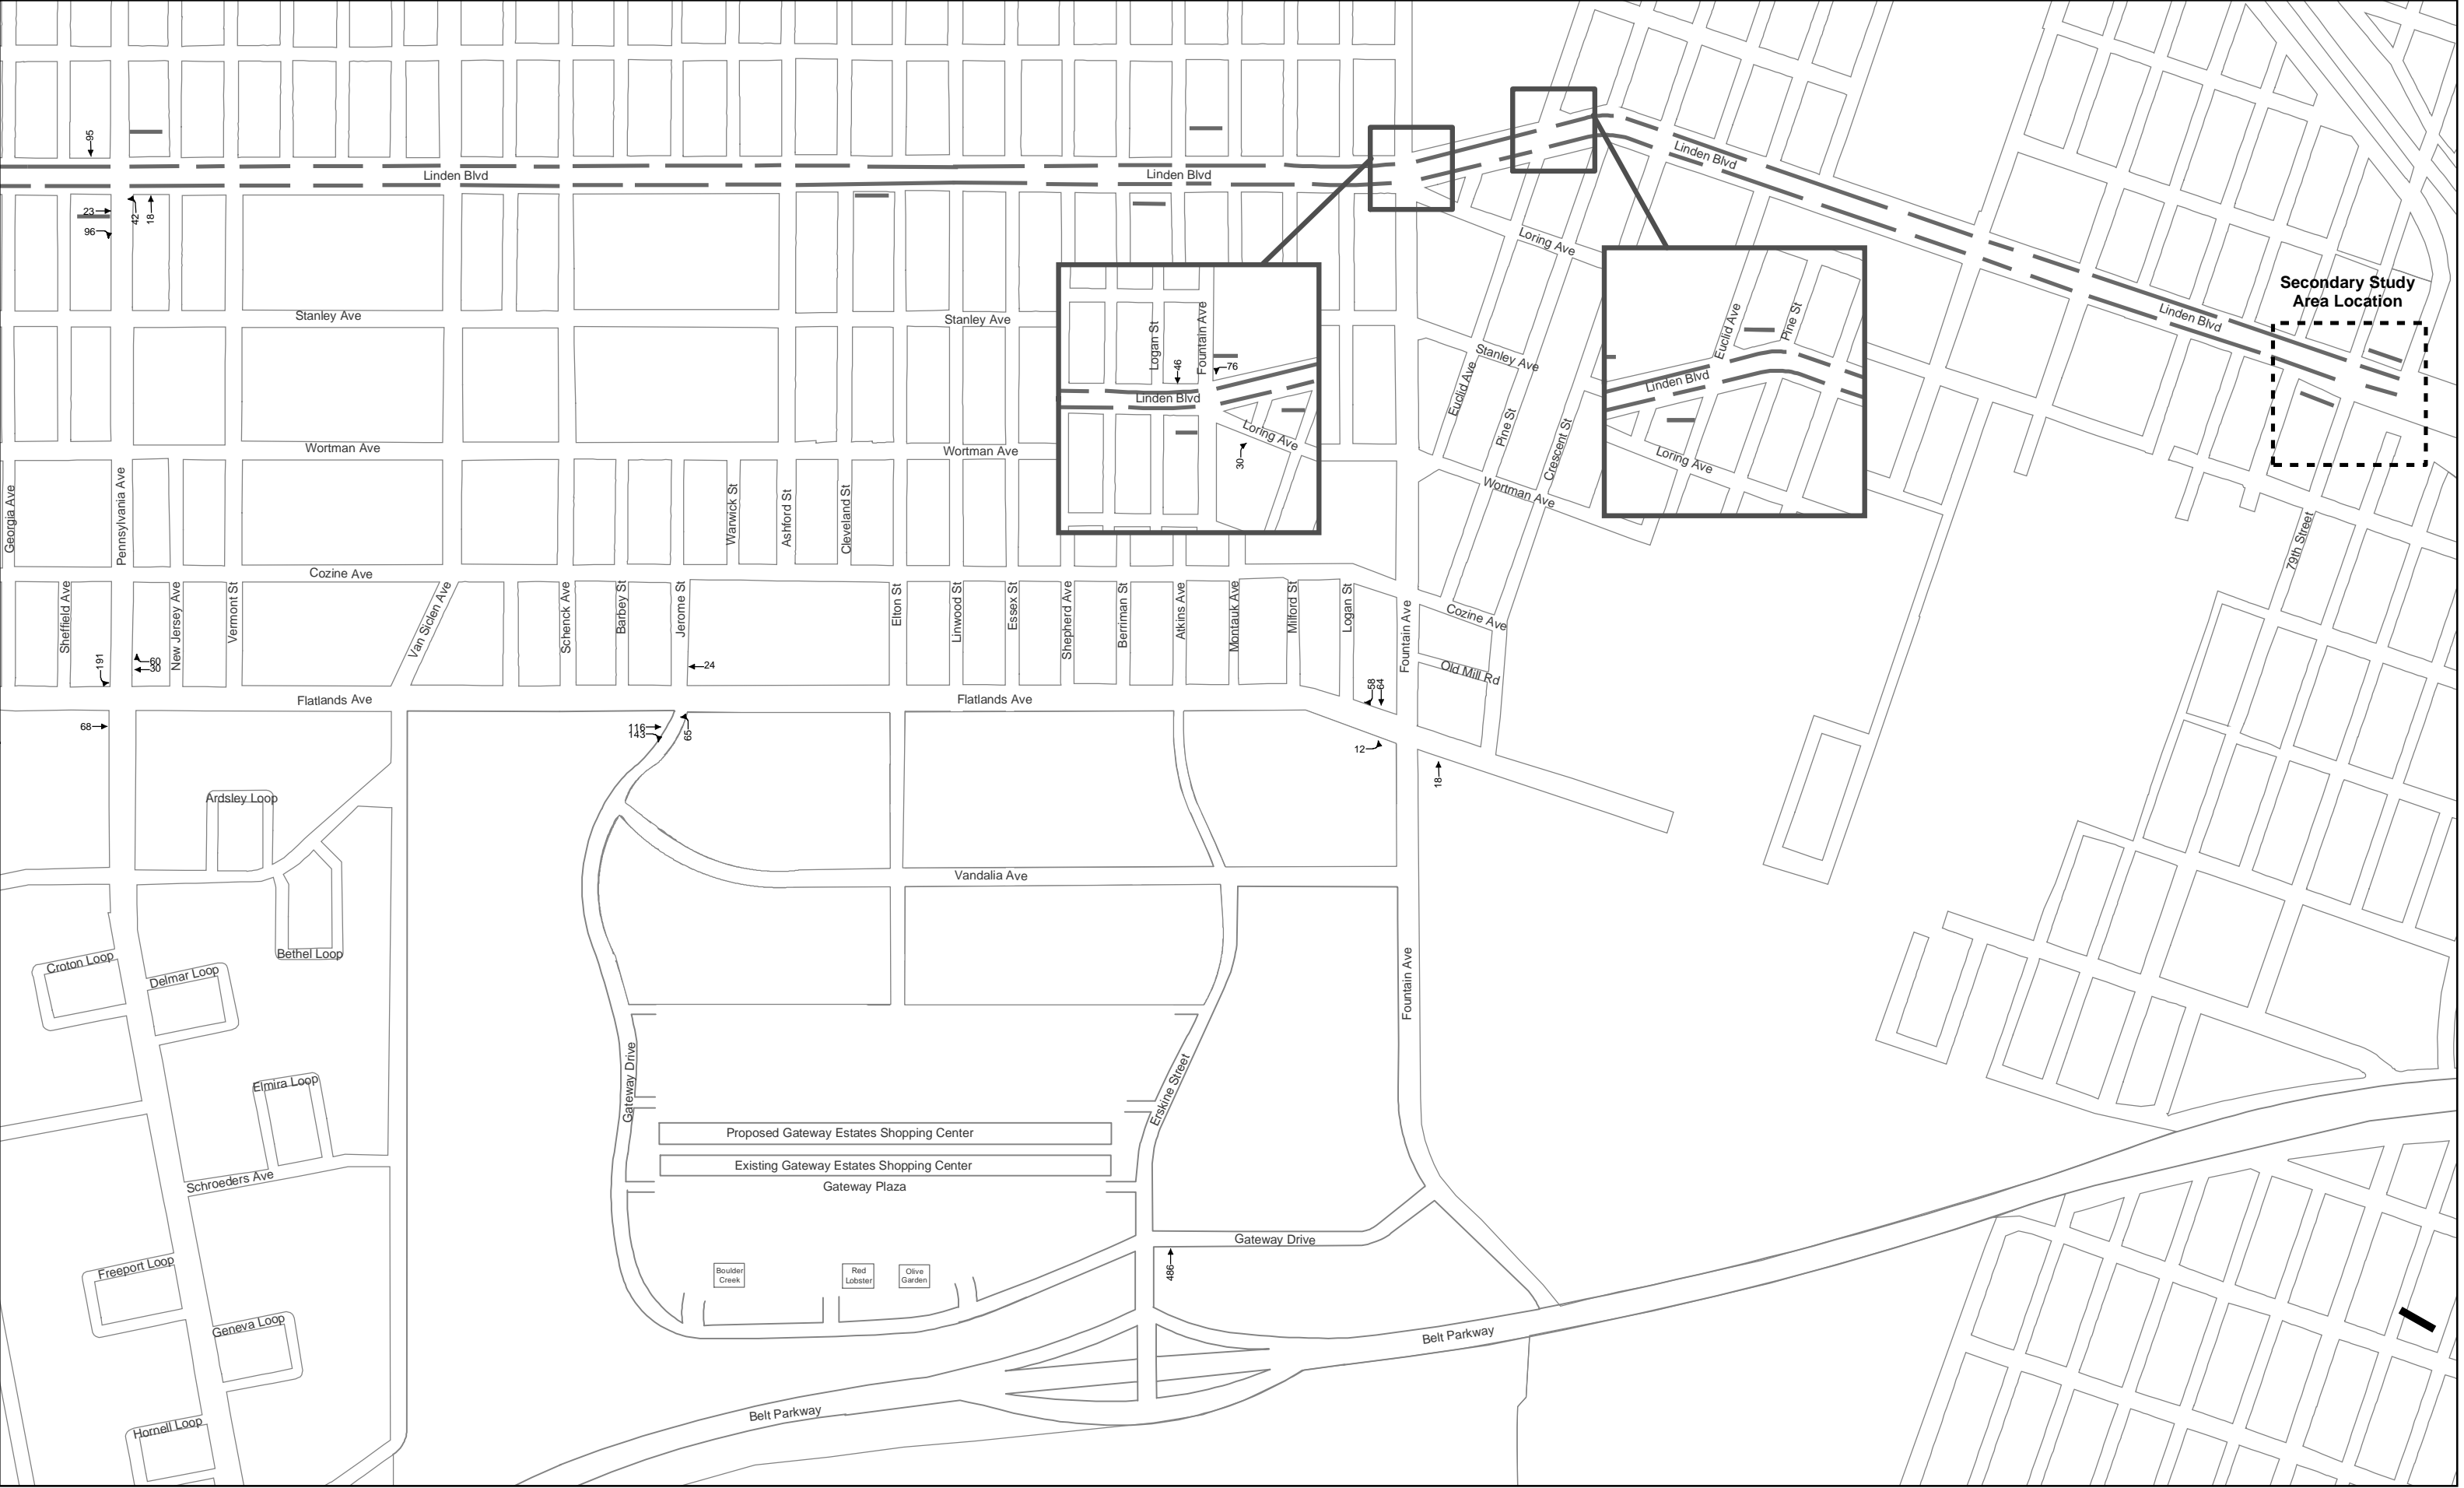 95
Linden Blvd
Linden Blvd
Linden Blvd
23
96
42
18
Loring Ave
Secondary Study
Area Location
Linden Blvd
Stanley Ave
Stanley Ave
Stanley Ave
Logan St
Fountain Ave
46
76
Linden Blvd
Loring Ave
30
Euclid Ave
Pine St
Linden Blvd
Loring Ave
Euclid Ave
Pine St
Crescent St
Wortman Ave
Wortman Ave
Wortman Ave
Georgia Ave
Pennsylvania Ave
Warwick St
Ashford St
Cleveland St
79th Street
Cozine Ave
Cozine Ave
Sheffield Ave
New Jersey Ave
Vermont St
Van Siclen Ave
Schenck Ave
Barbey St
Jerome St
Elton St
Linwood St
Essex St
Shepherd Ave
Berriman St
Atkins Ave
Montauk Ave
Milford St
Logan St
Fountain Ave
Old Mill Rd
191
60
30
24
58
64
Flatlands Ave
Flatlands Ave
68
116
143
65
12
18
Ardsley Loop
Vandalia Ave
Bethel Loop
Croton Loop
Delmar Loop
Fountain Ave
Gateway Drive
Erskine Street
Elmira Loop
Proposed Gateway Estates Shopping Center
Existing Gateway Estates Shopping Center
Gateway Plaza
Schroeders Ave
Gateway Drive
486
Freeport Loop
Boulder
Creek
Red
Lobster
Olive
Garden
Geneva Loop
Belt Parkway
Belt Parkway
Hornell Loop